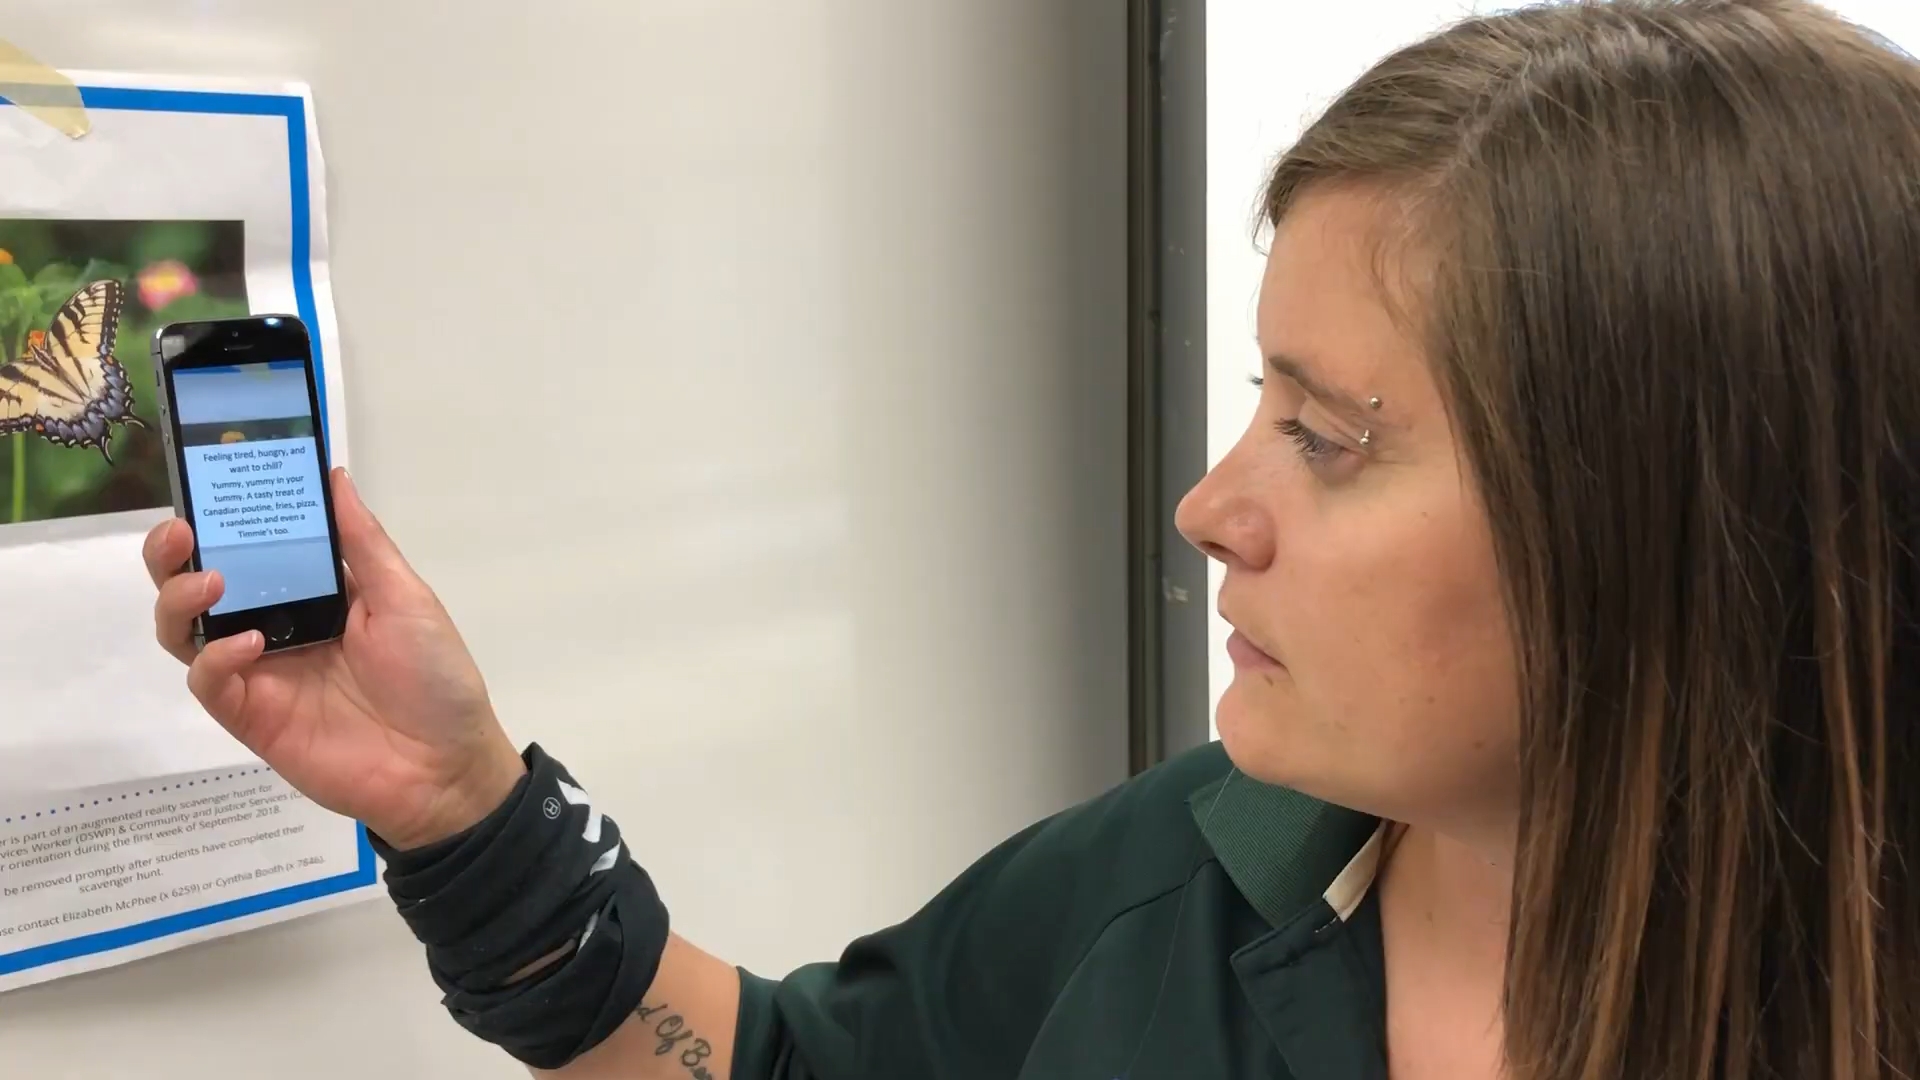 Feeling tired, hungry, and
want to chill?
Yummy, yummy in your
tummy. A tasty treat of
Canadian poutine, fries, pizza,
a sandwich and even a
Timmie's too.
er is part of an augmented reality scavenger hunt for
vices Worker (DSWP) & Community and Justice Services (C
r orientation during the first week of September 2018.
be removed promptly after students have completed their
scavenger hunt.
se contact Elizabeth McPhee (x 6259) or Cynthia Booth (x 7846).
®
d Of B